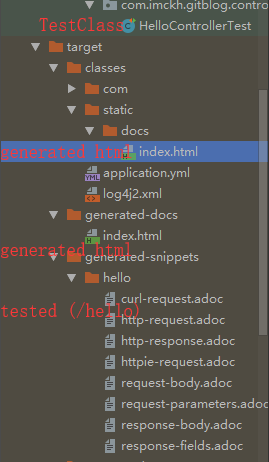 com.imckh.gitblog.contro
TestClass HelloControllerTest
target
classes
com
static
docs
generated html index.html
application.yml
log4j2.xml
generated-docs
index.html
generated html
generated-snippets
hello
curl-request.adoc
tested (/hello)
http-request.adoc
http-response.adoc
httpie-request.adoc
request-body.adoc
request-parameters.adoc
response-body.adoc
response-fields.adoc